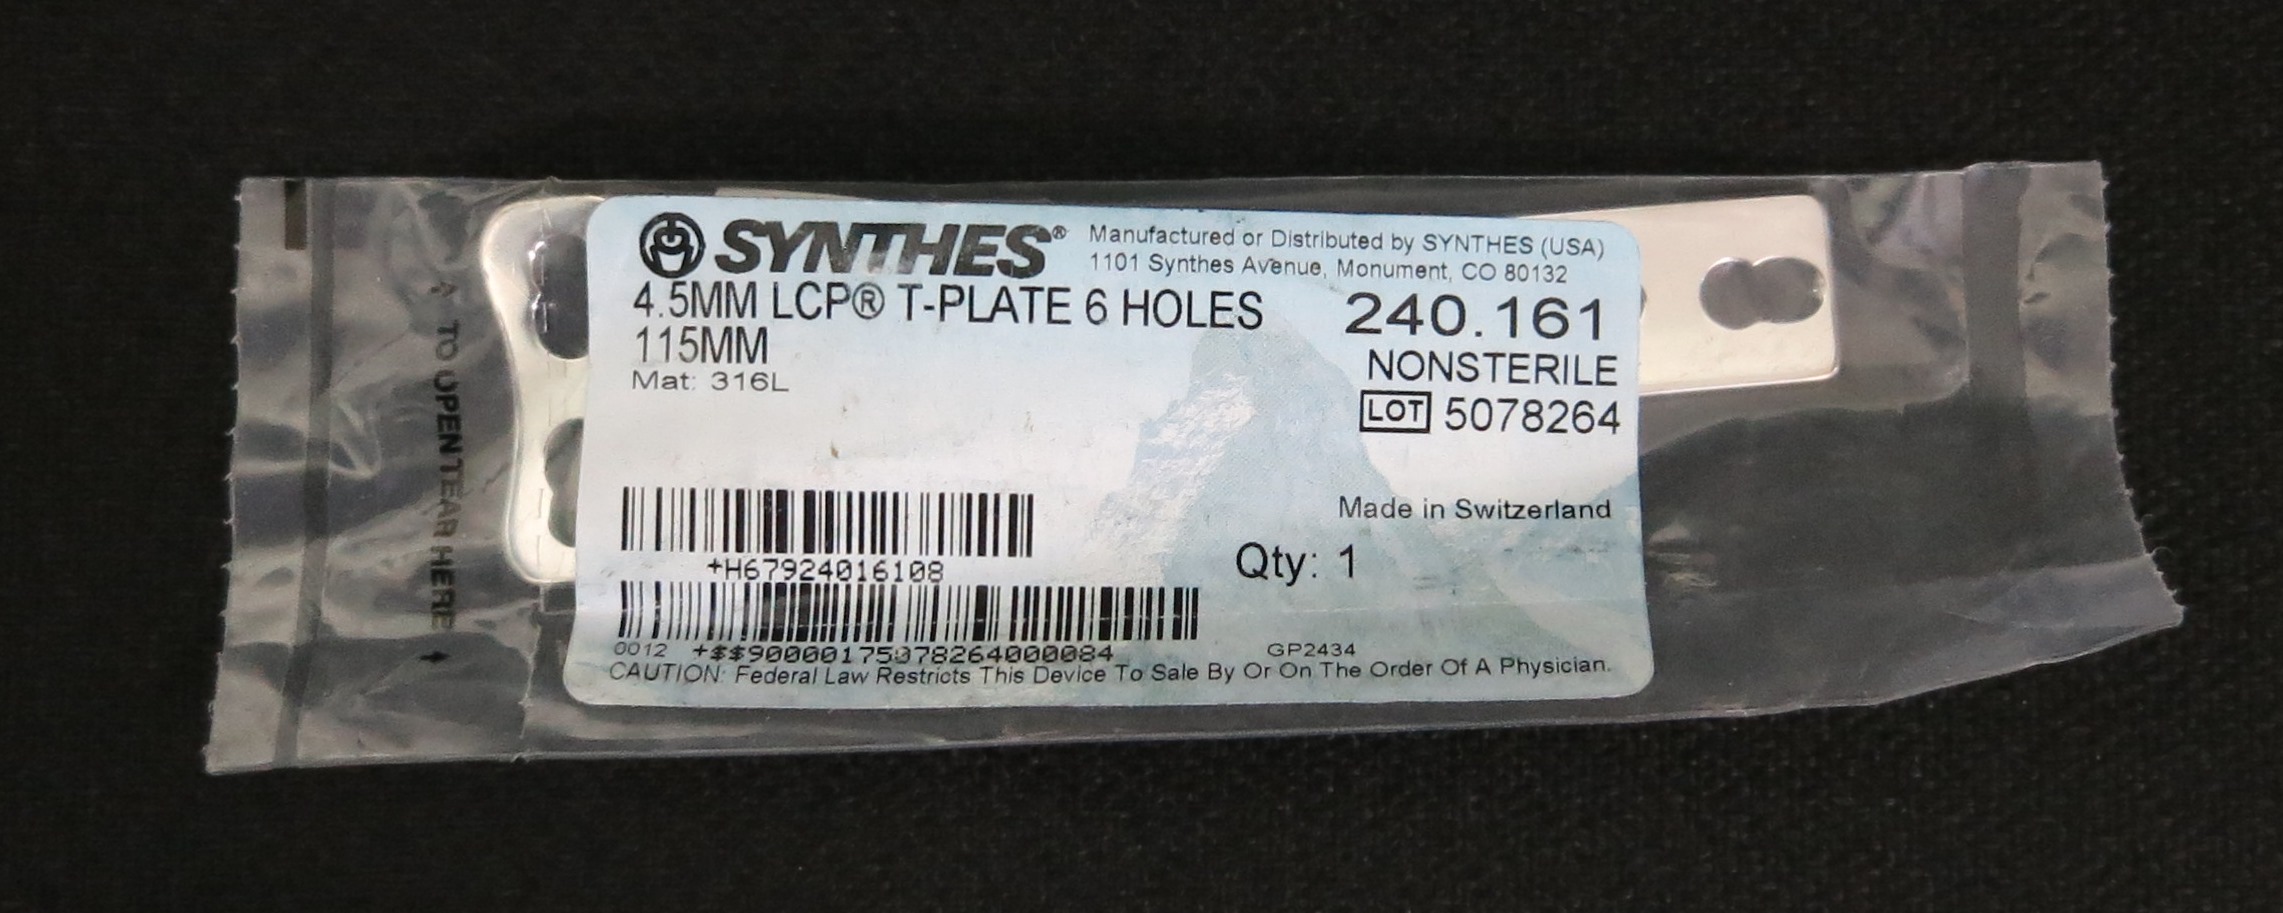 SYNTHES®
Manufactured or Distributed by SYNTHES (USA)
1101 Synthes Avenue, Monument, CO 80132
4.5MM LCP® T-PLATE 6 HOLES
115MM
Mat: 316L
240.161
NONSTERILE
LOT 5078264
Made in Switzerland
Qty: 1
+H67924016108
0012 +$$90000175078264000084
GP2434
CAUTION: Federal Law Restricts This Device To Sale By Or On The Order Of A Physician.
TO OPEN TEAR HERE